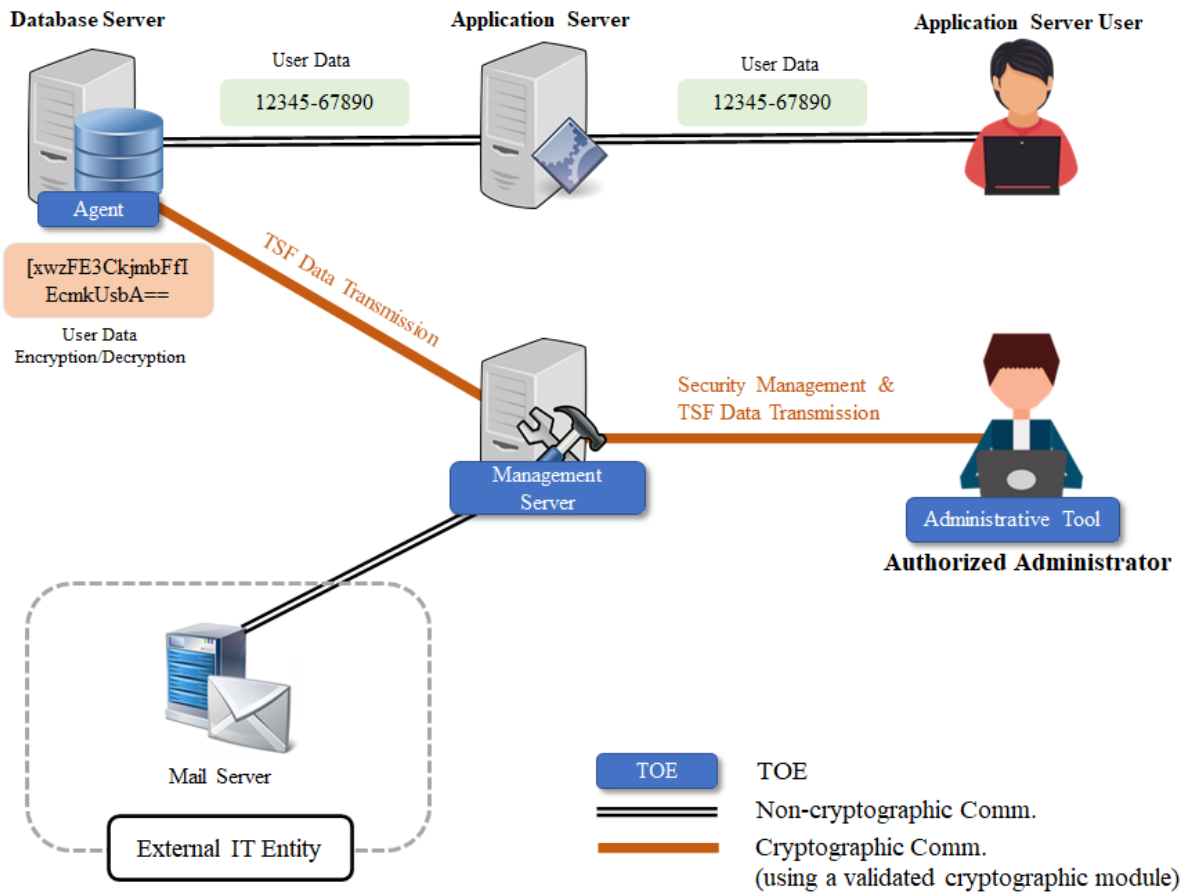 Database Server
Application Server
Application Server User
User Data
12345-67890
User Data
12345-67890
Agent
[xwzFE3CkjmbFfI
EcmkUsbA==
User Data
Encryption/Decryption
TSF Data Transmission
Security Management &
TSF Data Transmission
Management
Server
Administrative Tool
Authorized Administrator
Mail Server
External IT Entity
TOE
TOE
Non-cryptographic Comm.
Cryptographic Comm.
(using a validated cryptographic module)